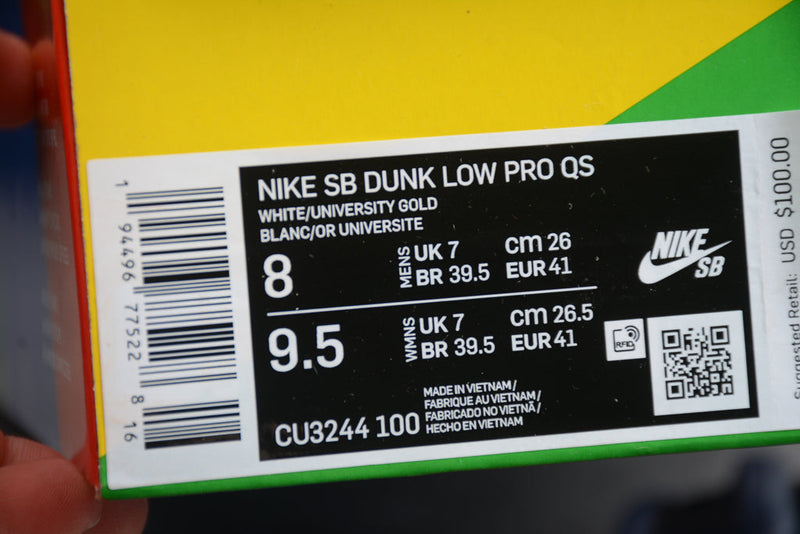 NIKE SB DUNK LOW PRO QS
WHITE/UNIVERSITY GOLD
BLANC/OR UNIVERSITE
8
MENS
UK 7 cm 26
BR 39.5 EUR 41
9.5
WMNS
UK 7 cm 26.5
BR 39.5 EUR 41
CU3244 100
MADE IN VIETNAM /
FABRIQUE AU VIETNAM /
FABRICADO NO VIETNÃ /
HECHO EN VIETNAM
NIKE
SB
RFID
1 94496 77522 8 16
Suggested Retail: USD $100.00